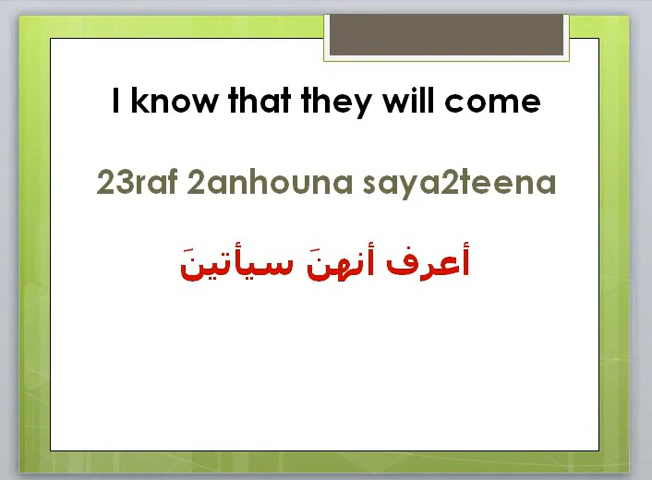 I know that they will come
23raf 2anhouna saya2teena
أعرف أنهنَ سيأتينَ